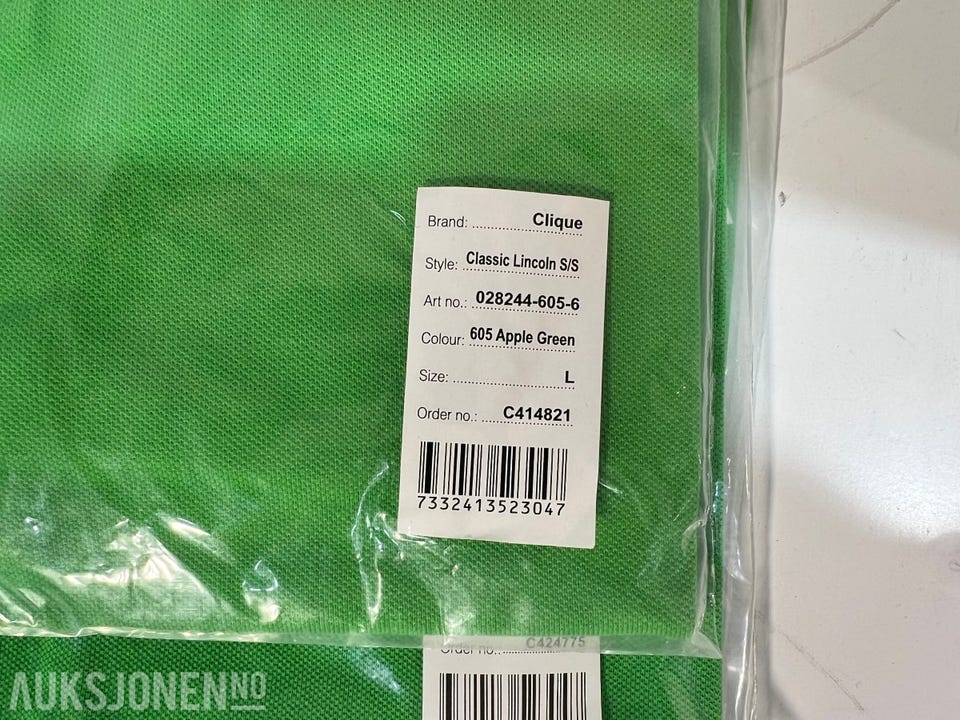 Brand: Clique
Style: Classic Lincoln S/S
Art no.: 028244-605-6
Colour: 605 Apple Green
Size: L
Order no.: C414821
7332413523047
Order no.: C424775
AUKSJONEN NO